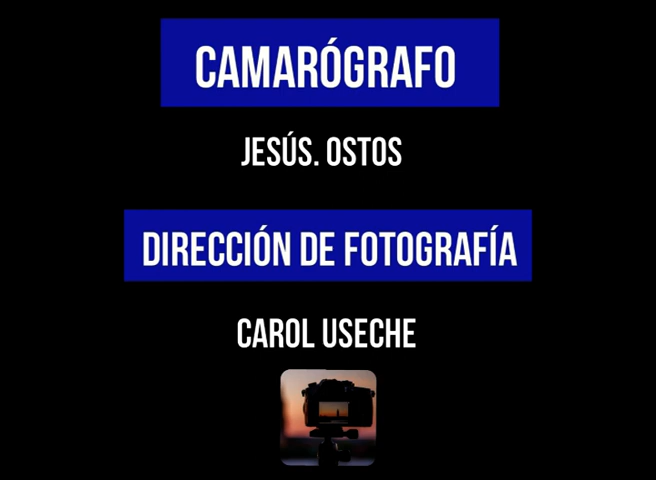 CAMARÓGRAFO
JESÚS. OSTOS
DIRECCIÓN DE FOTOGRAFÍA
CAROL USECHE